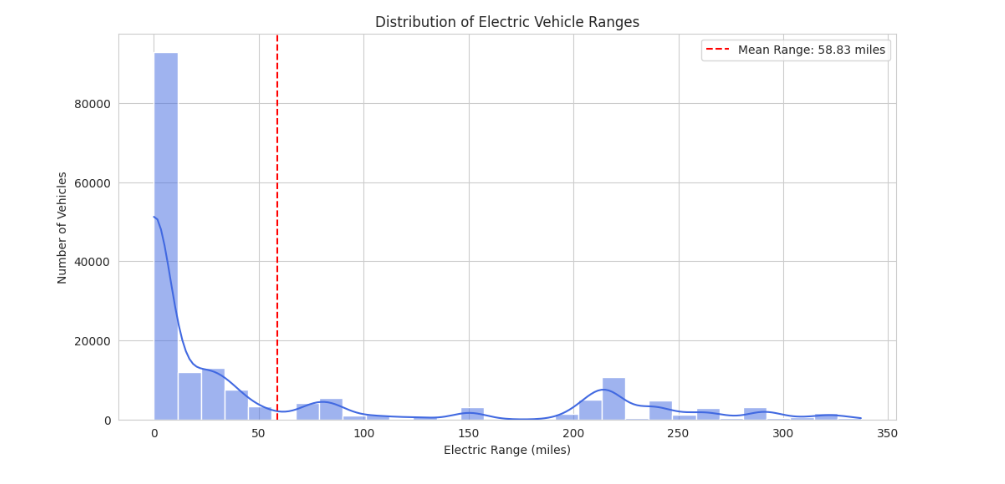 Distribution of Electric Vehicle Ranges
Mean Range: 58.83 miles
Number of Vehicles
80000
60000
40000
20000
0
0 50 100 150 200 250 300 350
Electric Range (miles)